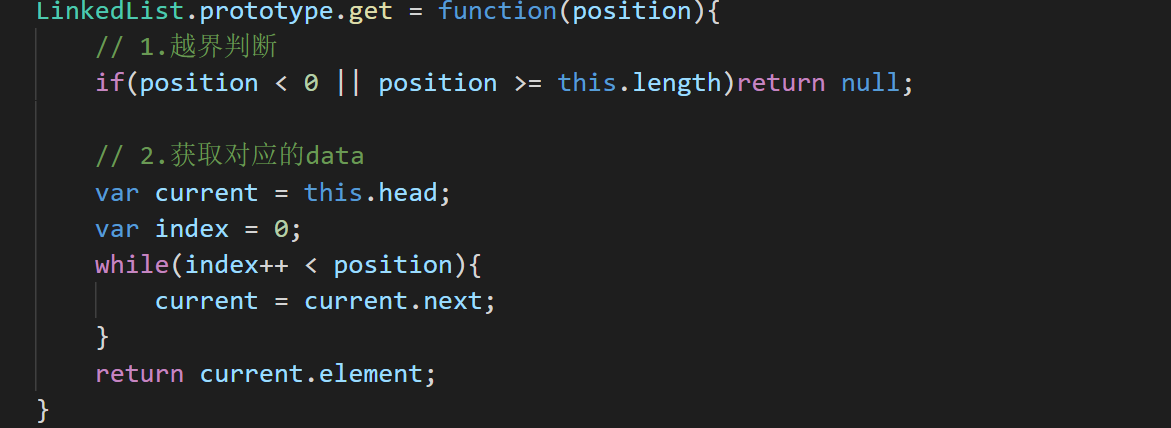 LinkedList.prototype.get = function(position){
// 1.越界判断
if(position < 0 || position >= this.length)return null;
// 2.获取对应的data
var current = this.head;
var index = 0;
while(index++ < position){
current = current.next;
}
return current.element;
}